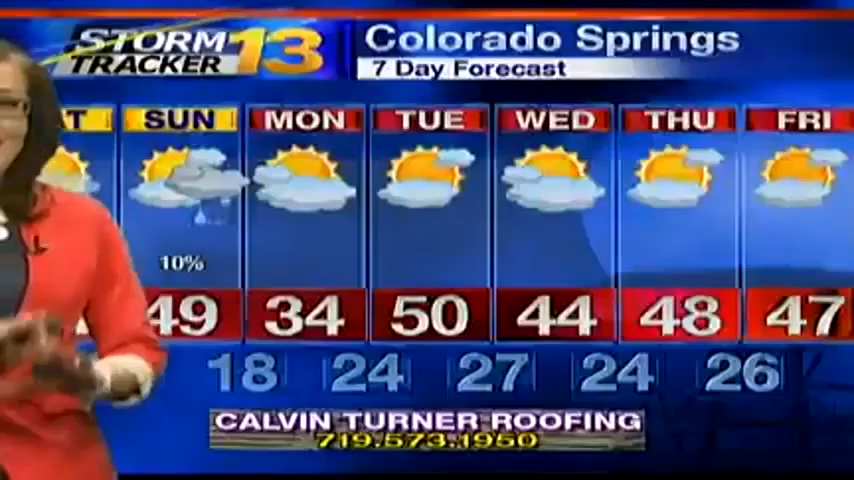 STORM
TRACKER 13
Colorado Springs
7 Day Forecast
SUN MON TUE WED THU FRI
10%
49 34 50 44 48 47
18 24 27 24 26
CALVIN TURNER ROOFING
719.573.1950